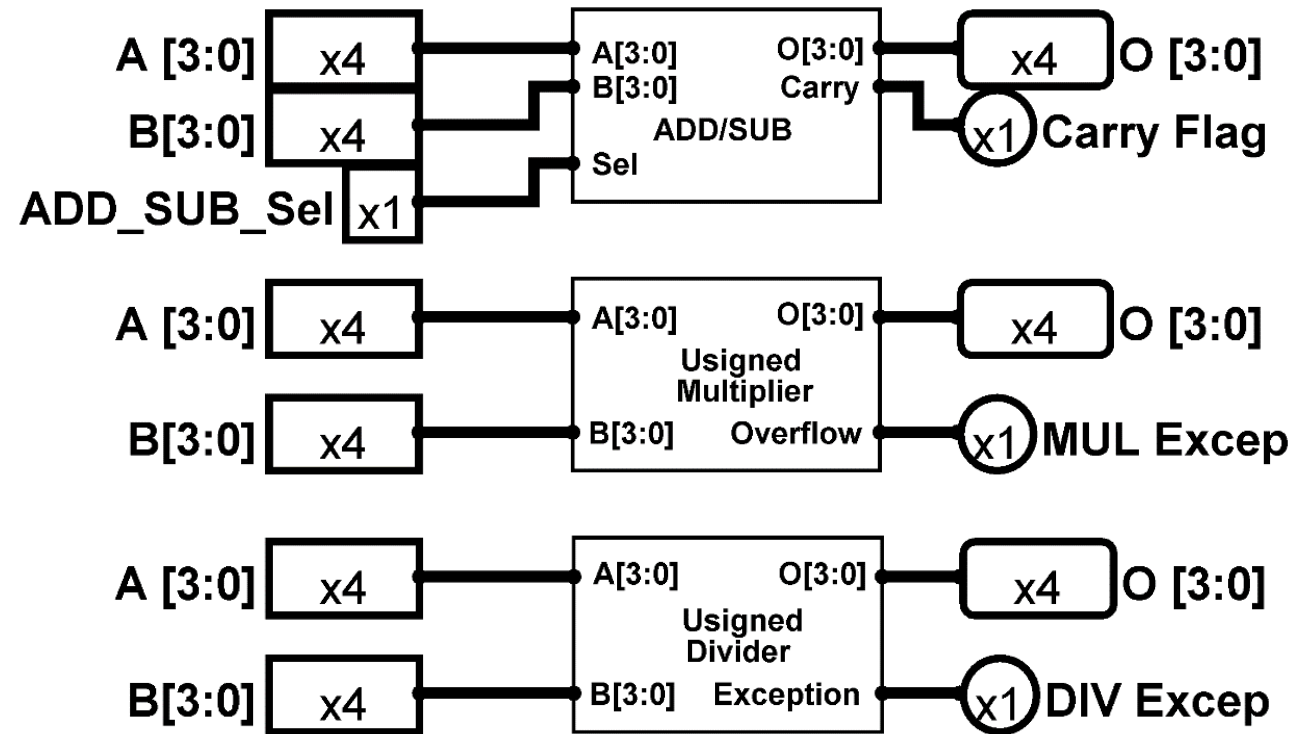 A [3:0] x4 A[3:0] O[3:0] x4 O [3:0]
B[3:0] x4 B[3:0] Carry x1 Carry Flag
ADD/SUB
ADD_SUB_Sel x1 Sel
A [3:0] x4 A[3:0] O[3:0] x4 O [3:0]
Usigned
Multiplier
B[3:0] x4 B[3:0] Overflow x1 MUL Excep
A [3:0] x4 A[3:0] O[3:0] x4 O [3:0]
Usigned
Divider
B[3:0] x4 B[3:0] Exception x1 DIV Excep